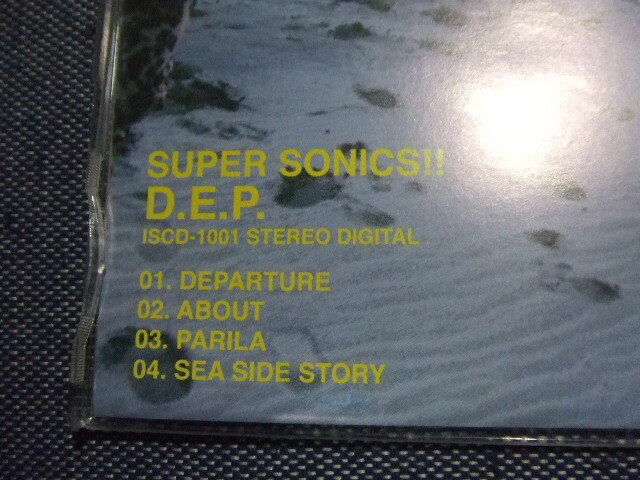 SUPER SONICS!!
D.E.P.
ISCD-1001 STEREO DIGITAL
01. DEPARTURE
02. ABOUT
03. PARILA
04. SEA SIDE STORY